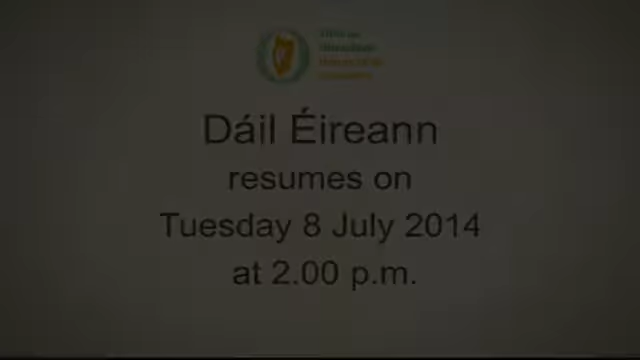 Dáil Éireann
resumes on
Tuesday 8 July 2014
at 2.00 p.m.